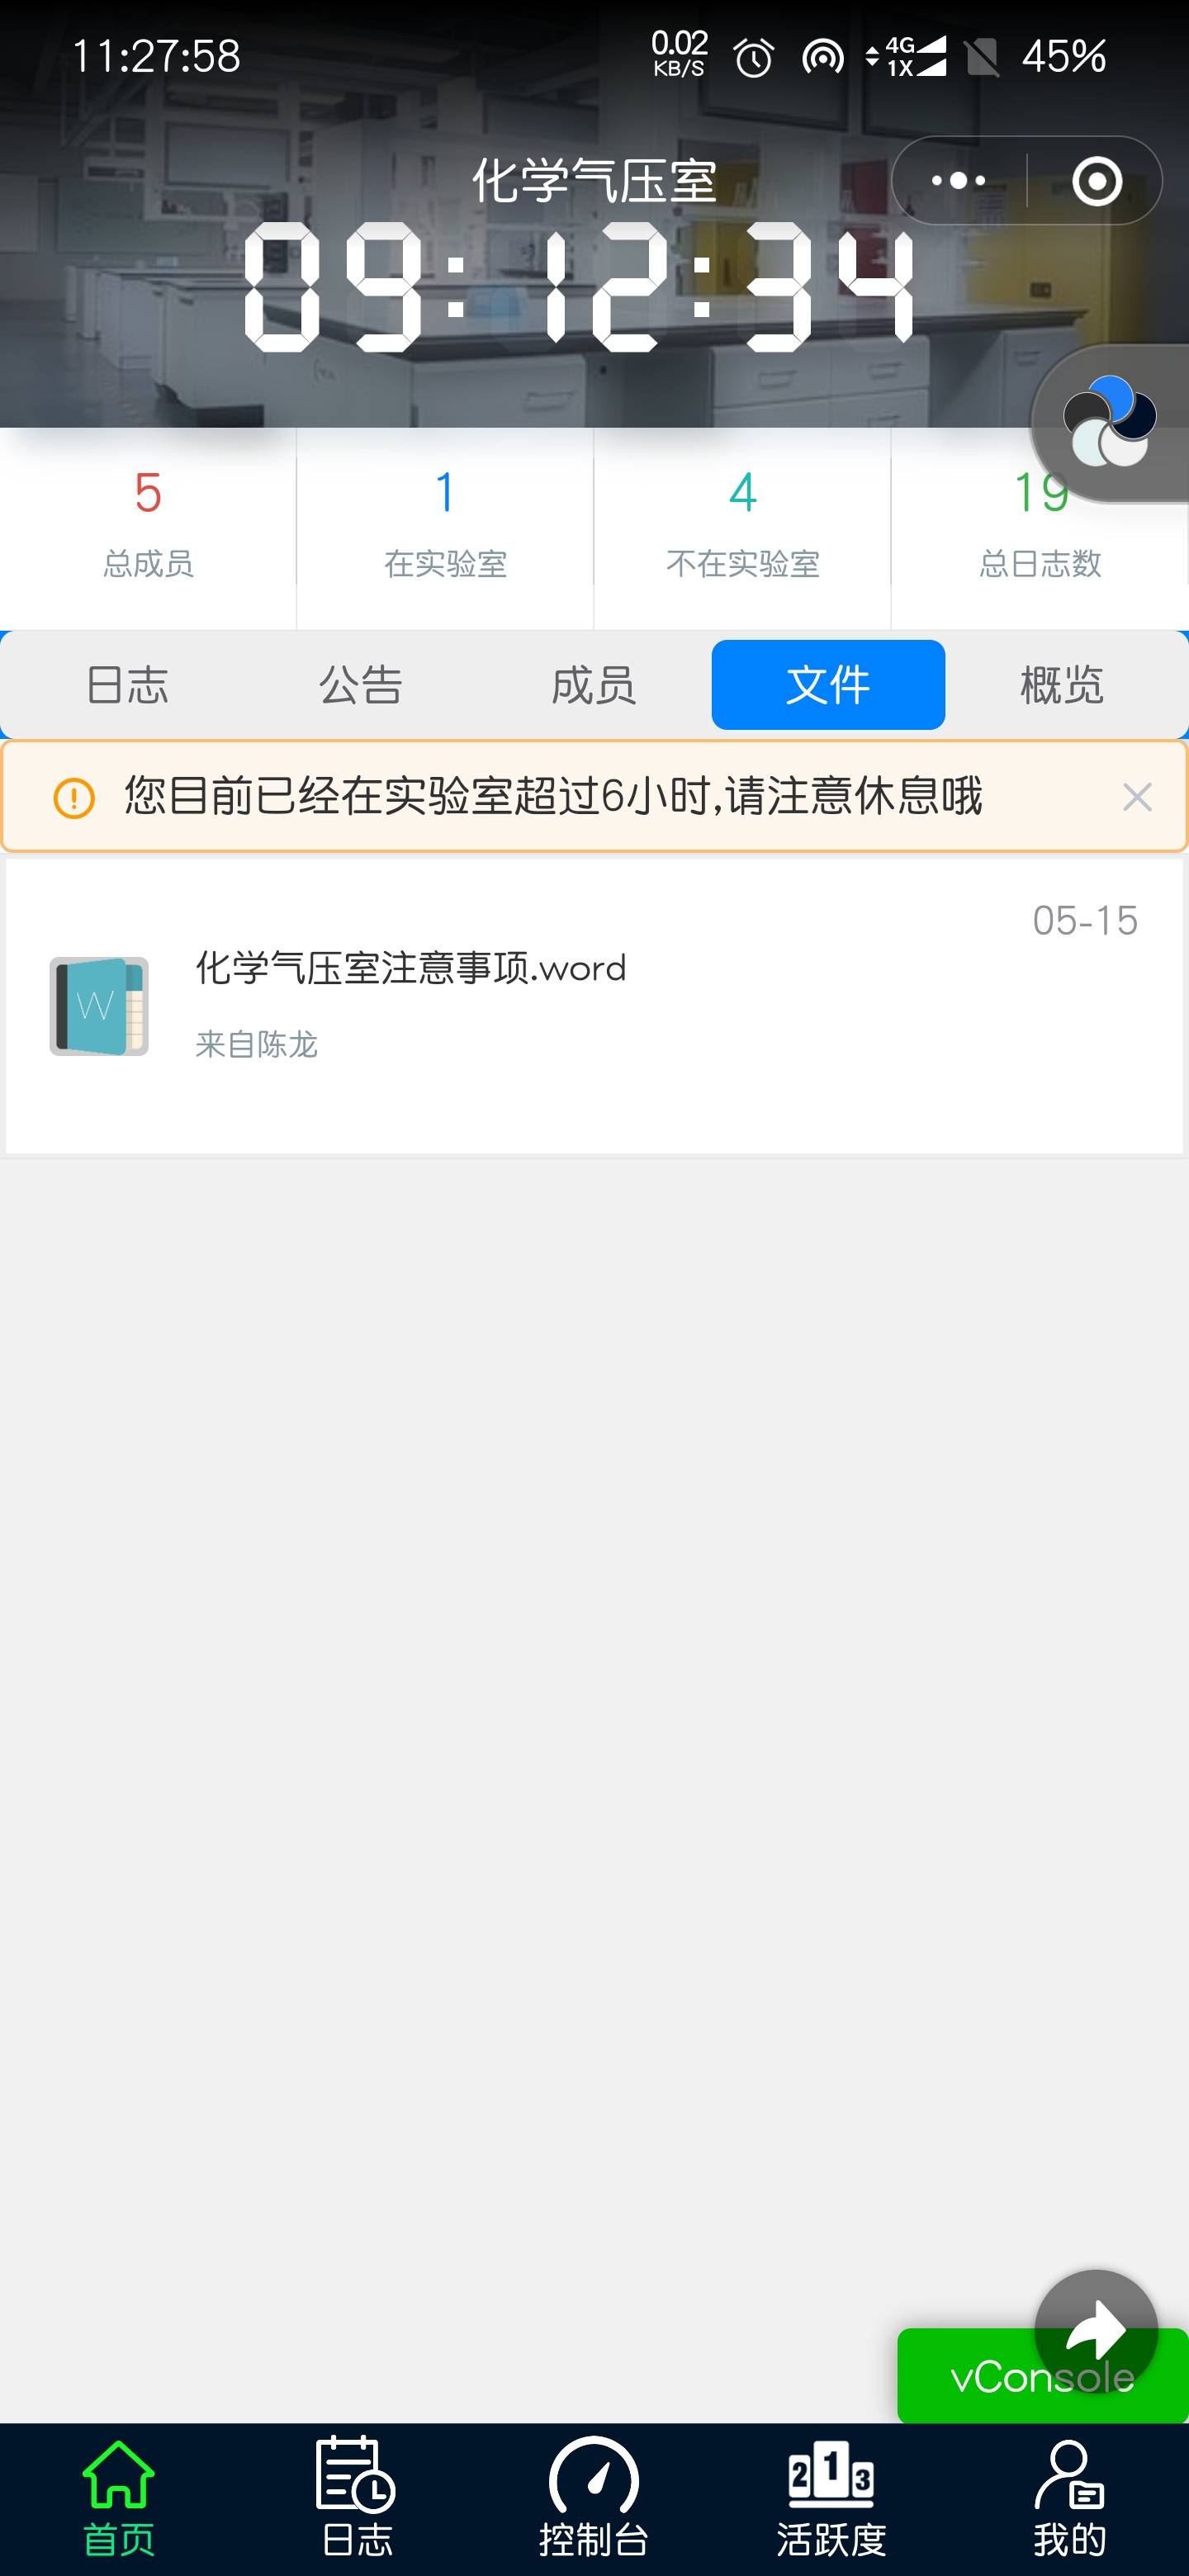 11:27:58
0.02
KB/S
4G
1X
45%
化学气压室
09:12:34
5
1
4
19
总成员
在实验室
不在实验室
总日志数
日志
公告
成员
文件
概览
您目前已经在实验室超过6小时,请注意休息哦
05-15
化学气压室注意事项.word
W
来自陈龙
vConsole
2
1
3
首页
日志
控制台
活跃度
我的